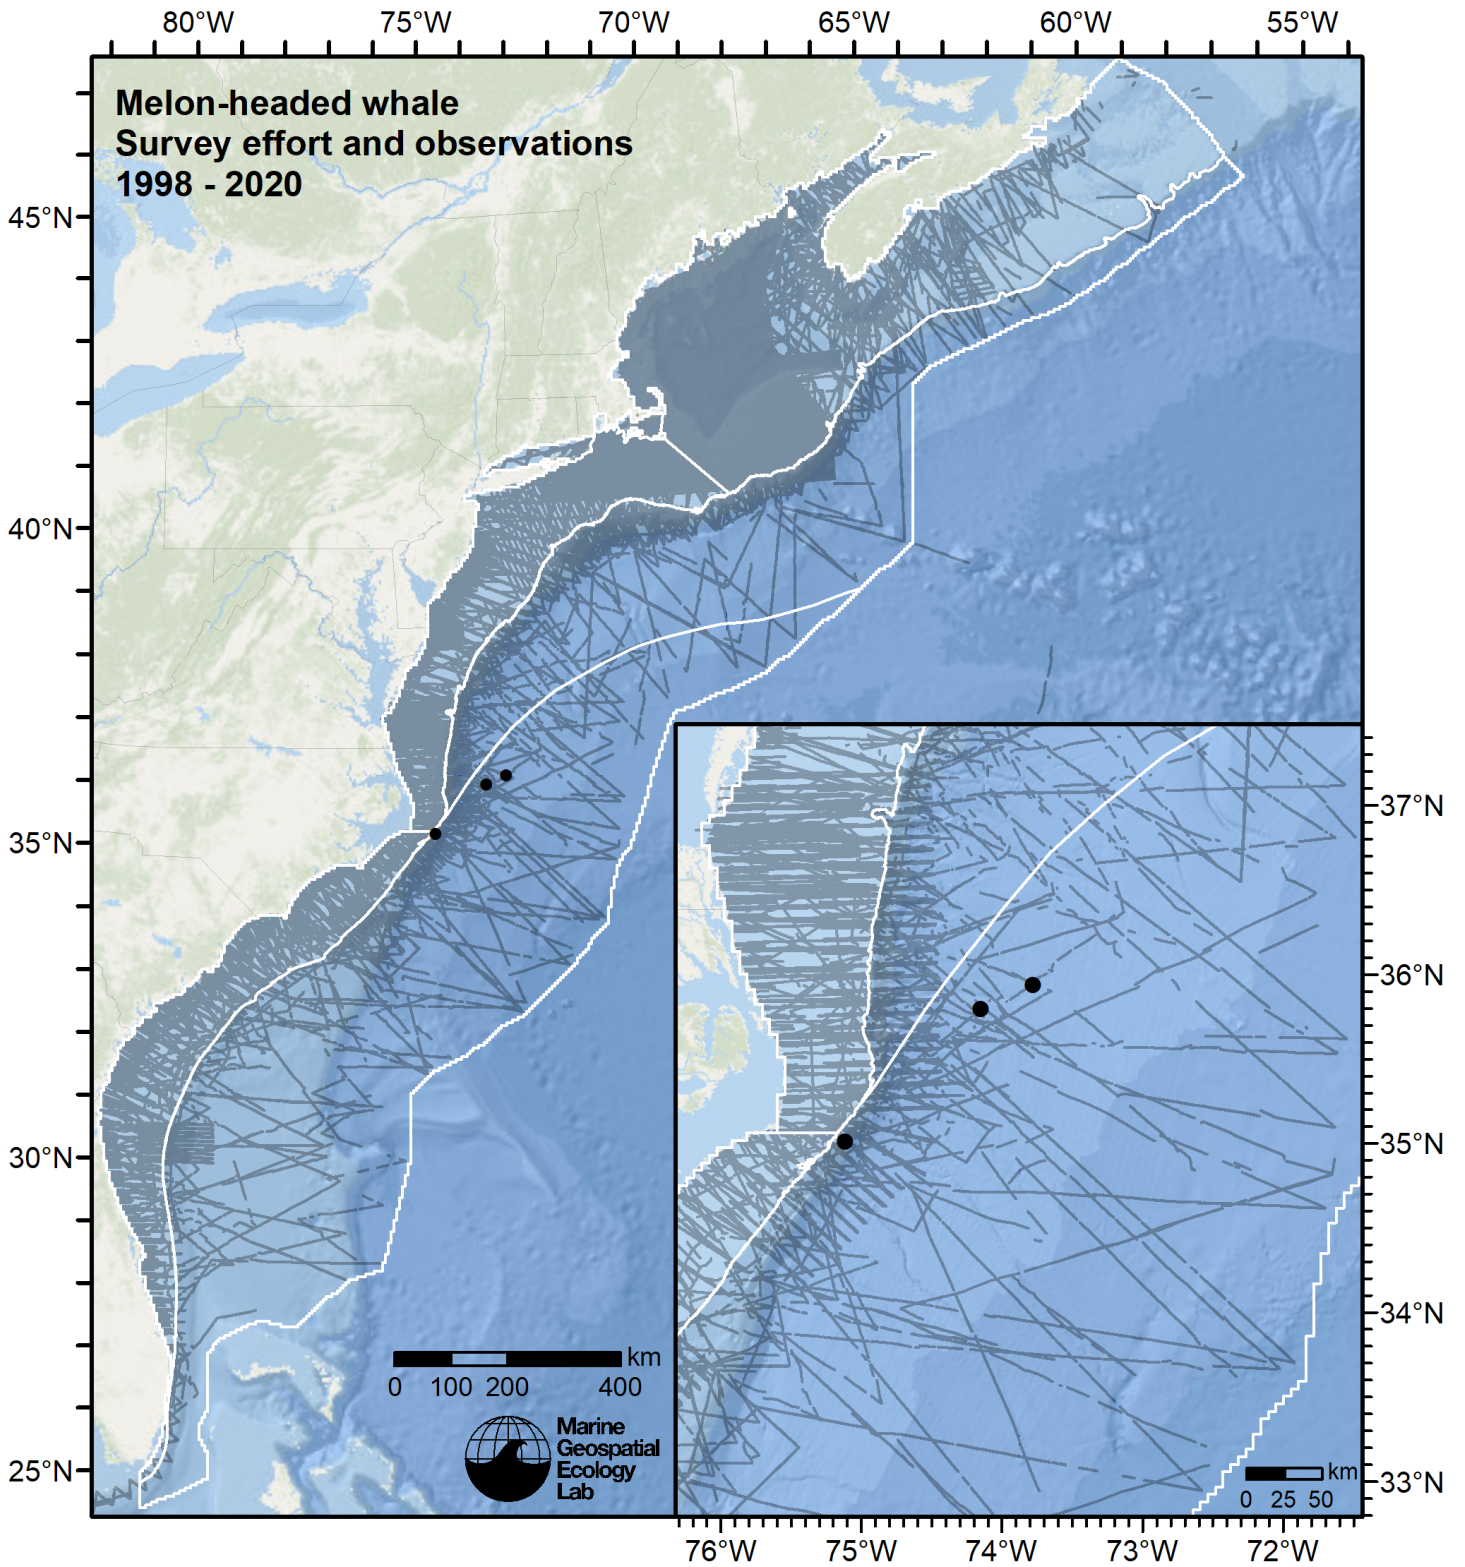 80°W 75°W 70°W 65°W 60°W 55°W
Melon-headed whale
Survey effort and observations
1998 - 2020
45°N
40°N
35°N
30°N
25°N
37°N
36°N
35°N
34°N
33°N
km
0 100 200 400
Marine
Geospatial
Ecology
Lab
km
0 25 50
76°W 75°W 74°W 73°W 72°W